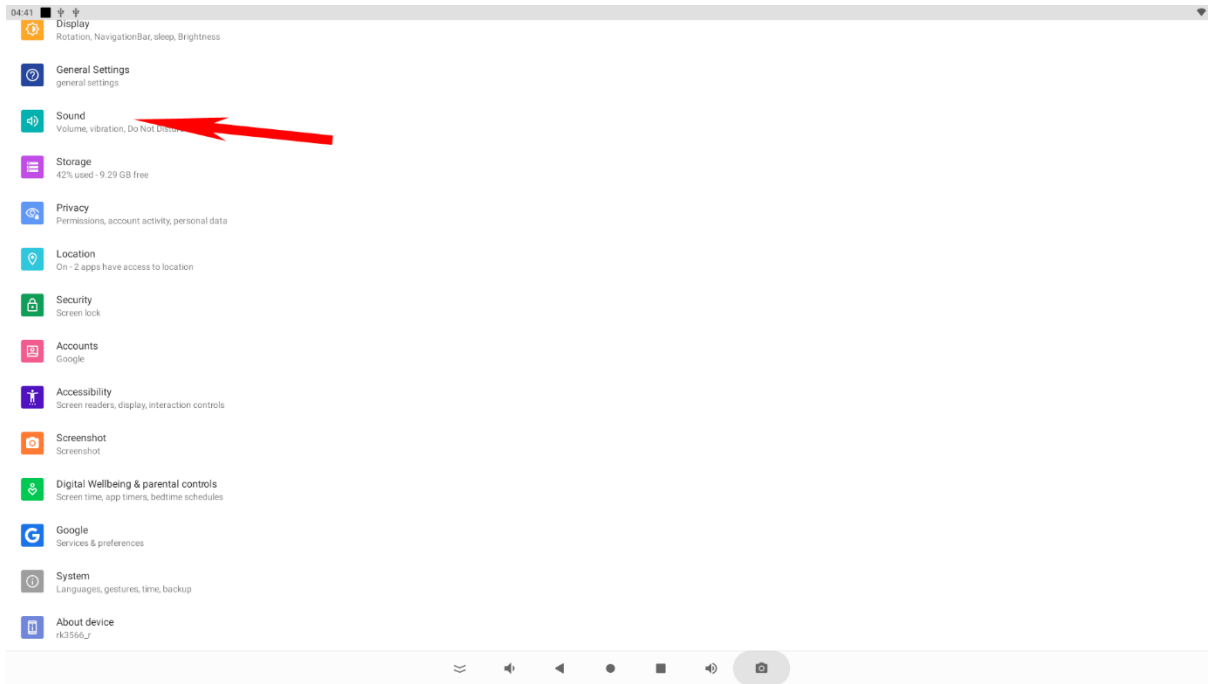 04:41
Display
Rotation, NavigationBar, sleep, Brightness
General Settings
general settings
Sound
Volume, vibration, Do Not
Storage
42% used - 9.29 GB free
Privacy
Permissions, account activity, personal data
Location
On - 2 apps have access to location
Security
Screen lock
Accounts
Google
Accessibility
Screen readers, display, interaction controls
Screenshot
Screenshot
Digital Wellbeing & parental controls
Screen time, app timers, bedtime schedules
G
Google
Services & preferences
System
Languages, gestures, time, backup
About device
rk3566_r